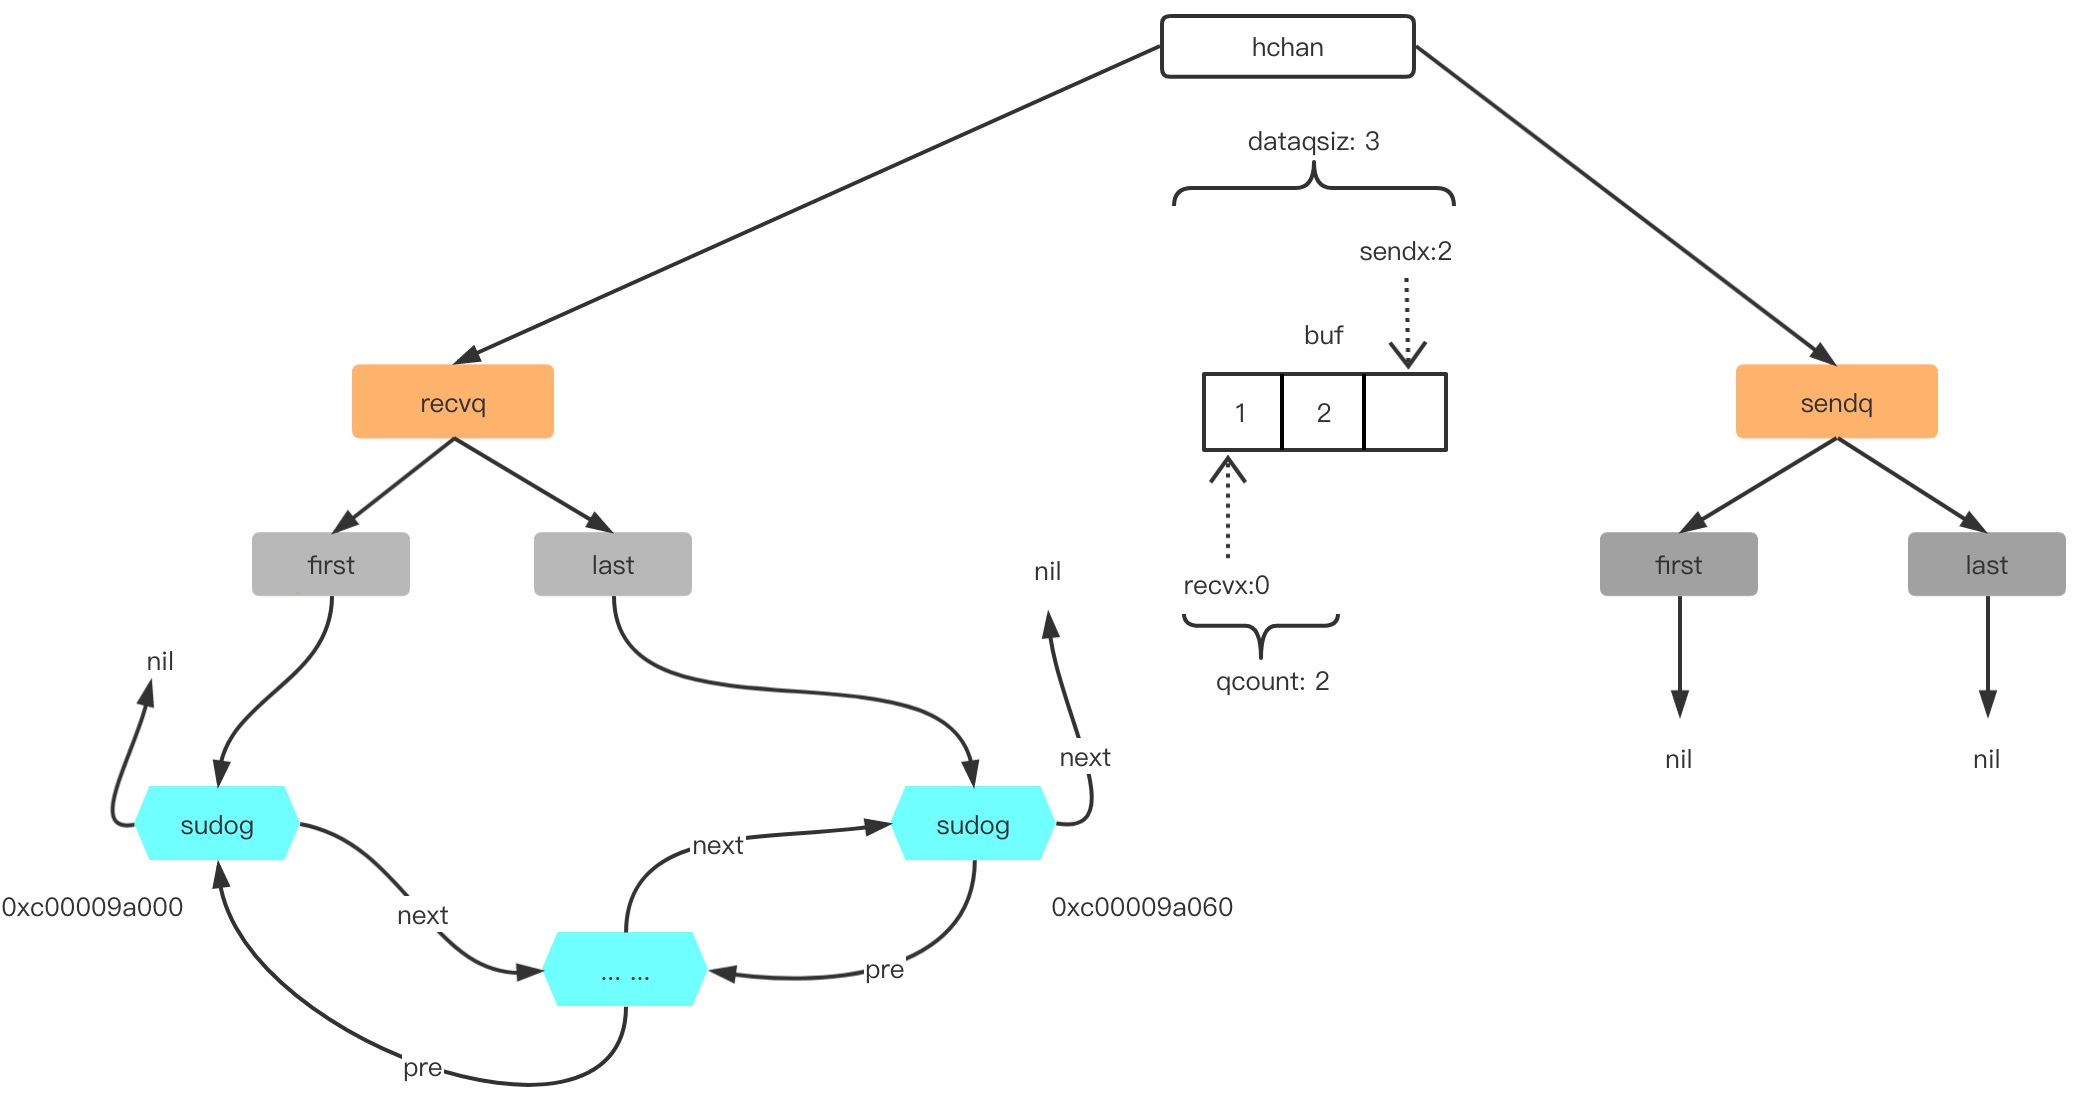 hchan
dataqsiz: 3
sendx:2
buf
recvq
1
2
sendq
first
last
nil
recvx:0
first
last
nil
qcount: 2
next
nil
nil
sudog
next
sudog
0xc00009a000
next
0xc00009a060
... ...
pre
pre